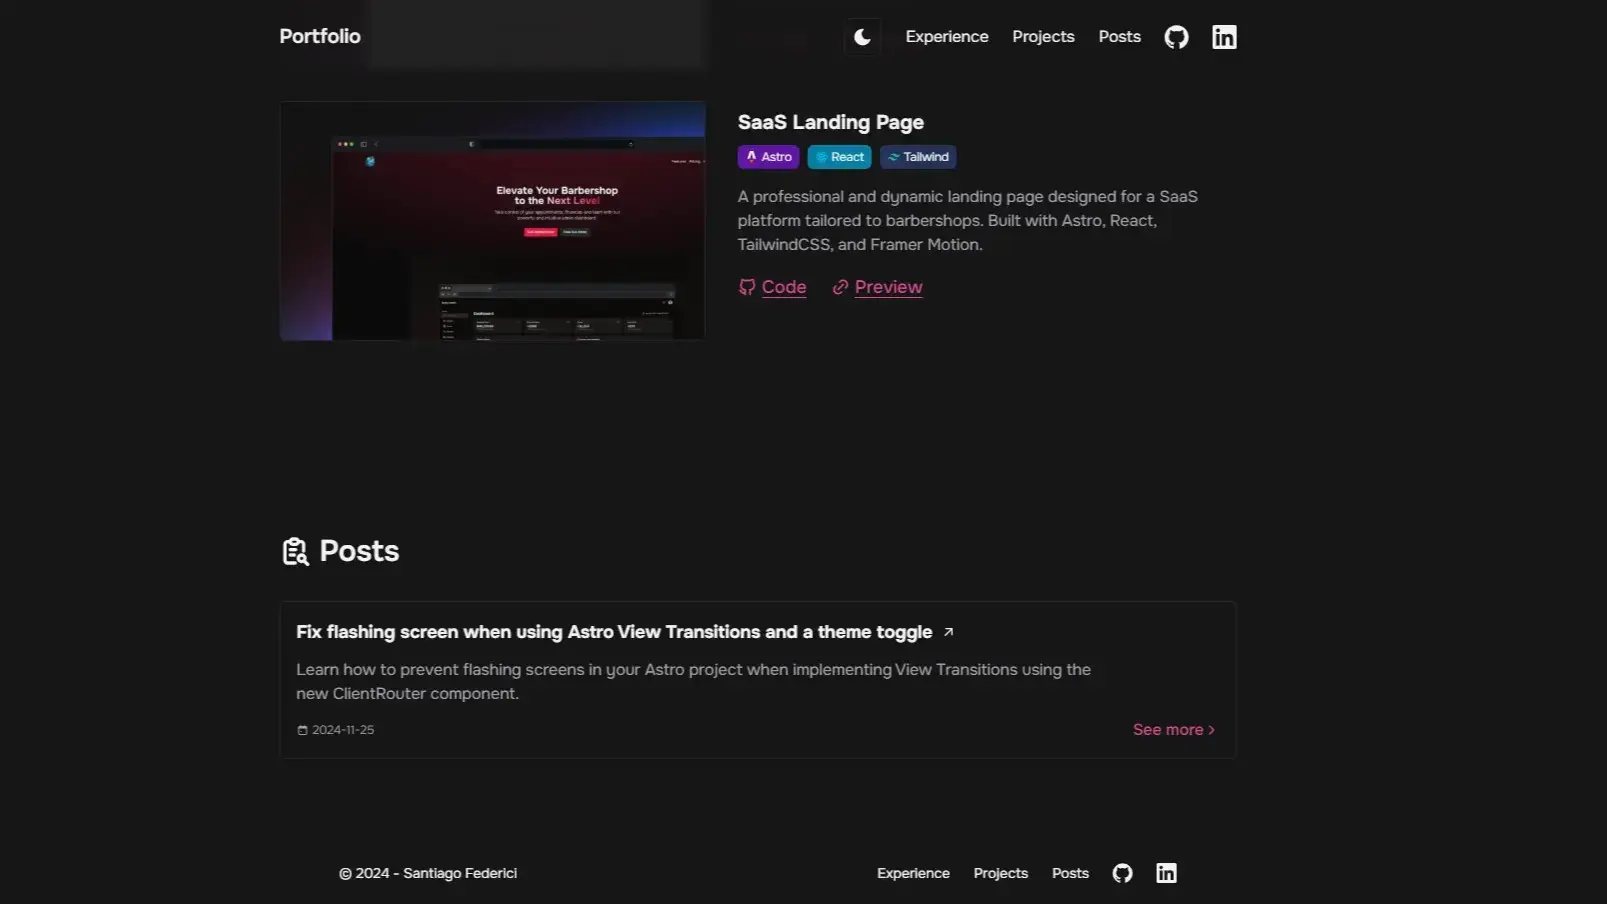 Portfolio
Experience
Projects
Posts
Elevate Your Barbershop
to the Next Level
Dashboard
SaaS Landing Page
Astro
React
Tailwind
A professional and dynamic landing page designed for a SaaS
platform tailored to barbershops. Built with Astro, React,
TailwindCSS, and Framer Motion.
Code
Preview
Posts
Fix flashing screen when using Astro View Transitions and a theme toggle
Learn how to prevent flashing screens in your Astro project when implementing View Transitions using the
new ClientRouter component.
2024-11-25
See more
© 2024 - Santiago Federici
Experience
Projects
Posts